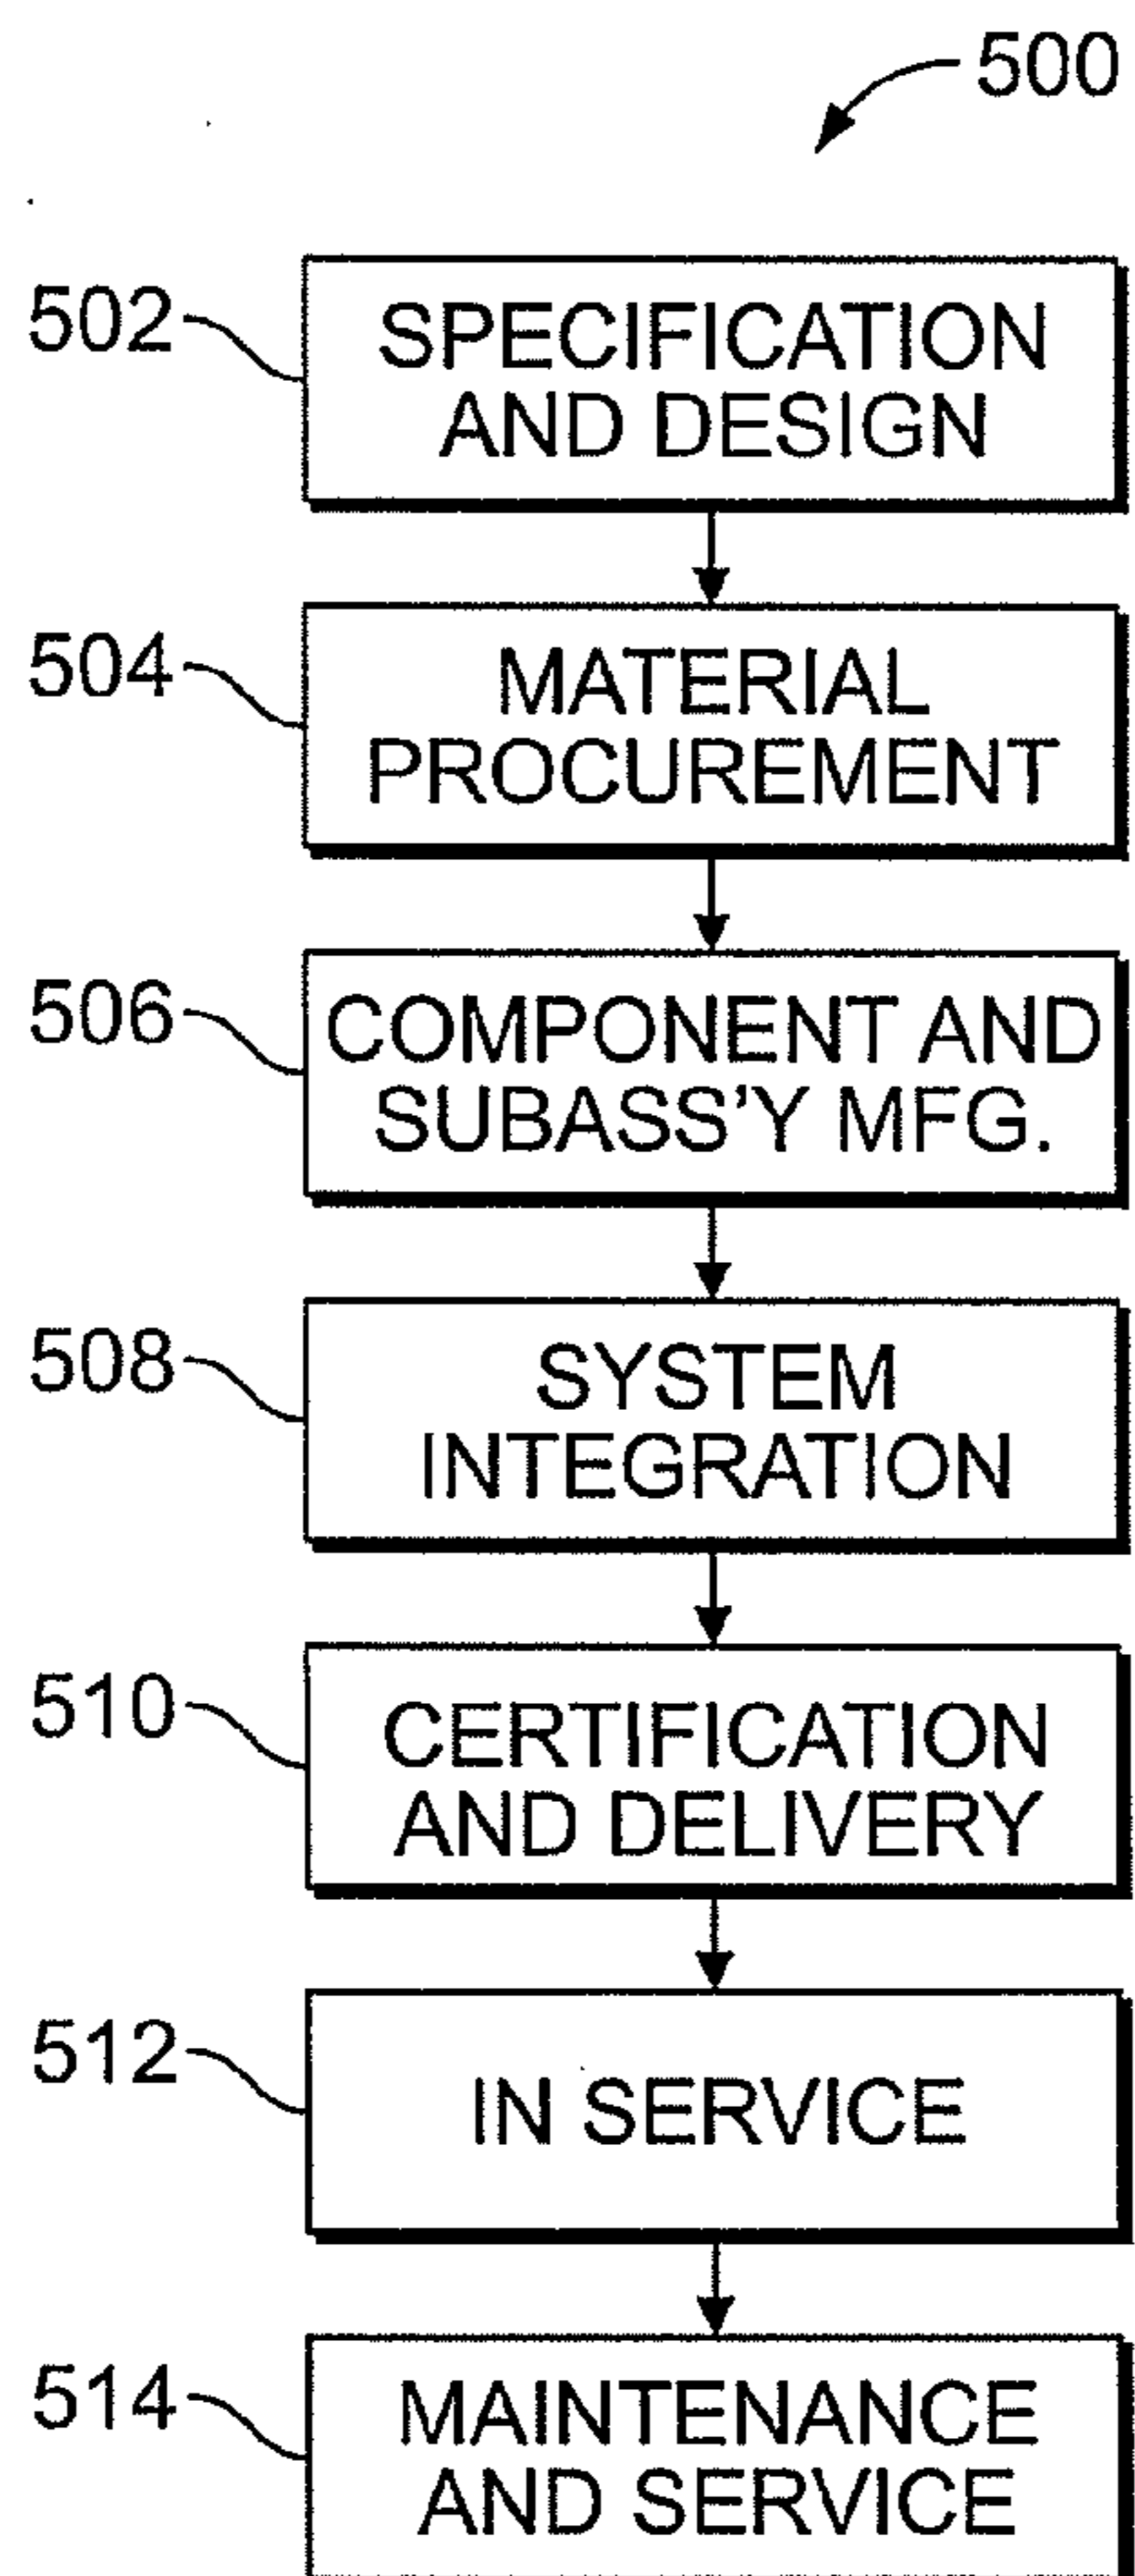 500
502
SPECIFICATION
AND DESIGN
504
MATERIAL
PROCUREMENT
506
COMPONENT AND
SUBASS'Y MFG.
508
SYSTEM
INTEGRATION
510
CERTIFICATION
AND DELIVERY
512
IN SERVICE
514
MAINTENANCE
AND SERVICE